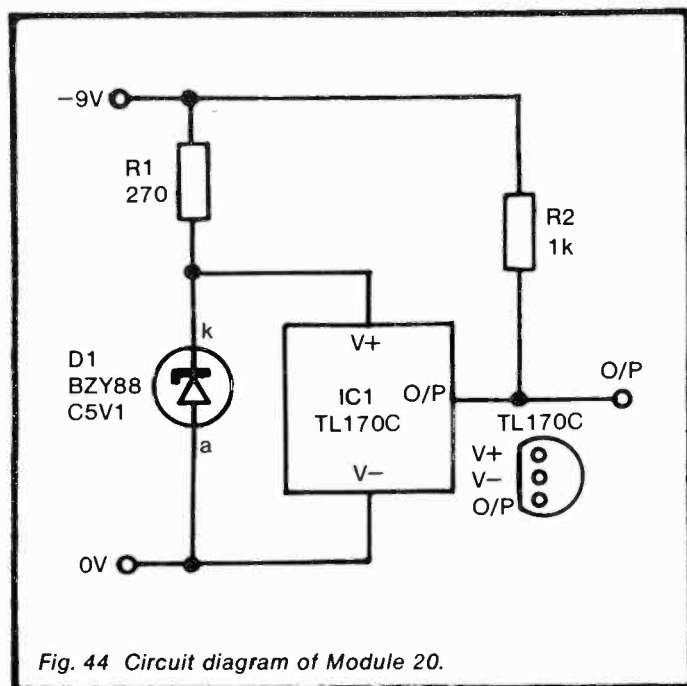 −9V
R1
270
R2
1k
k
D1
BZY88
C5V1
a
V+
IC1
O/P
TL170C
V−
O/P
TL170C
V+
V−
O/P
0V
Fig. 44 Circuit diagram of Module 20.